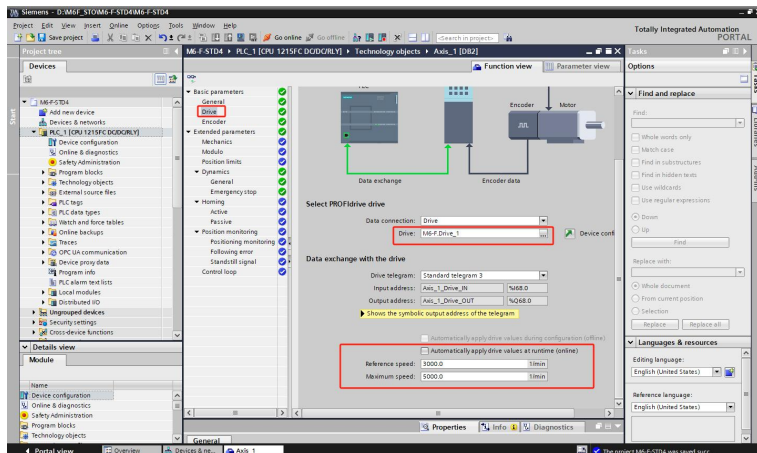 Siemens - D:\M6F_STO\M6-F-STD4\M6-F-STD4
Project Edit View Insert Online Options Tools Window Help
Totally Integrated Automation
PORTAL
Save project
Go online
Go offline
<Search in project>
Project tree
M6-F-STD4 ▸ PLC_1 [CPU 1215FC DC/DC/RLY] ▸ Technology objects ▸ Axis_1 [DB2]
Tasks
Devices
Function view
Parameter view
Options
M6-F-STD4
Add new device
Devices & networks
PLC_1 [CPU 1215FC DC/DC/RLY]
Device configuration
Online & diagnostics
Safety Administration
Program blocks
Technology objects
External source files
PLC tags
PLC data types
Watch and force tables
Online backups
Traces
OPC UA communication
Device proxy data
Program info
PLC alarm text lists
Local modules
Distributed I/O
Ungrouped devices
Security settings
Cross-device functions
Details view
Module
Name
Device configuration
Online & diagnostics
Safety Administration
Program blocks
Technology objects
Start
Basic parameters
General
Drive
Encoder
Extended parameters
Mechanics
Modulo
Position limits
Dynamics
General
Emergency stop
Homing
Active
Passive
Position monitoring
Positioning monitoring
Following error
Standstill signal
Control loop
Encoder
Motor
Data exchange
Encoder data
Select PROFIdrive drive
Data connection: Drive
Drive: M6-F.Drive_1
Device confi
Data exchange with the drive
Drive telegram: Standard telegram 3
Input address: Axis_1_Drive_IN %I68.0
Output address: Axis_1_Drive_OUT %Q68.0
Shows the symbolic output address of the telegram
Automatically apply drive values during configuration (offline)
Automatically apply drive values at runtime (online)
Reference speed: 3000.0 1/min
Maximum speed: 5000.0 1/min
Properties
Info
Diagnostics
General
Find and replace
Find:
Whole words only
Match case
Find in substructures
Find in hidden texts
Use wildcards
Use regular expressions
Down
Up
Find
Replace with:
Whole document
From current position
Selection
Replace
Replace all
Languages & resources
Editing language:
English (United States)
Reference language:
English (United States)
Tasks
Libraries
Portal view
Overview
Devices & ne...
Axis_1
The project M6-F-STD4 was saved succ...